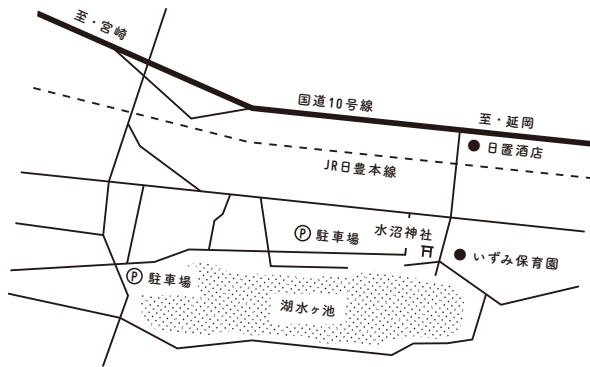 至・宮崎
国道10号線
至・延岡
日置酒店
JR日豊本線
水沼神社
P 駐車場
いずみ保育園
P 駐車場
湖水ヶ池